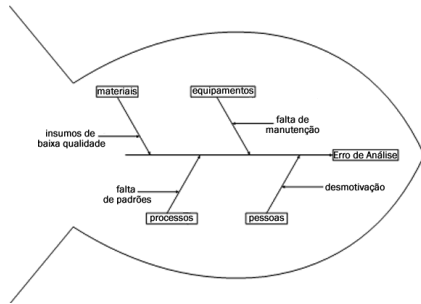 materiais
equipamentos
insumos de
baixa qualidade
falta de
manutenção
Erro de Análise
falta
de padrões
desmotivação
processos
pessoas